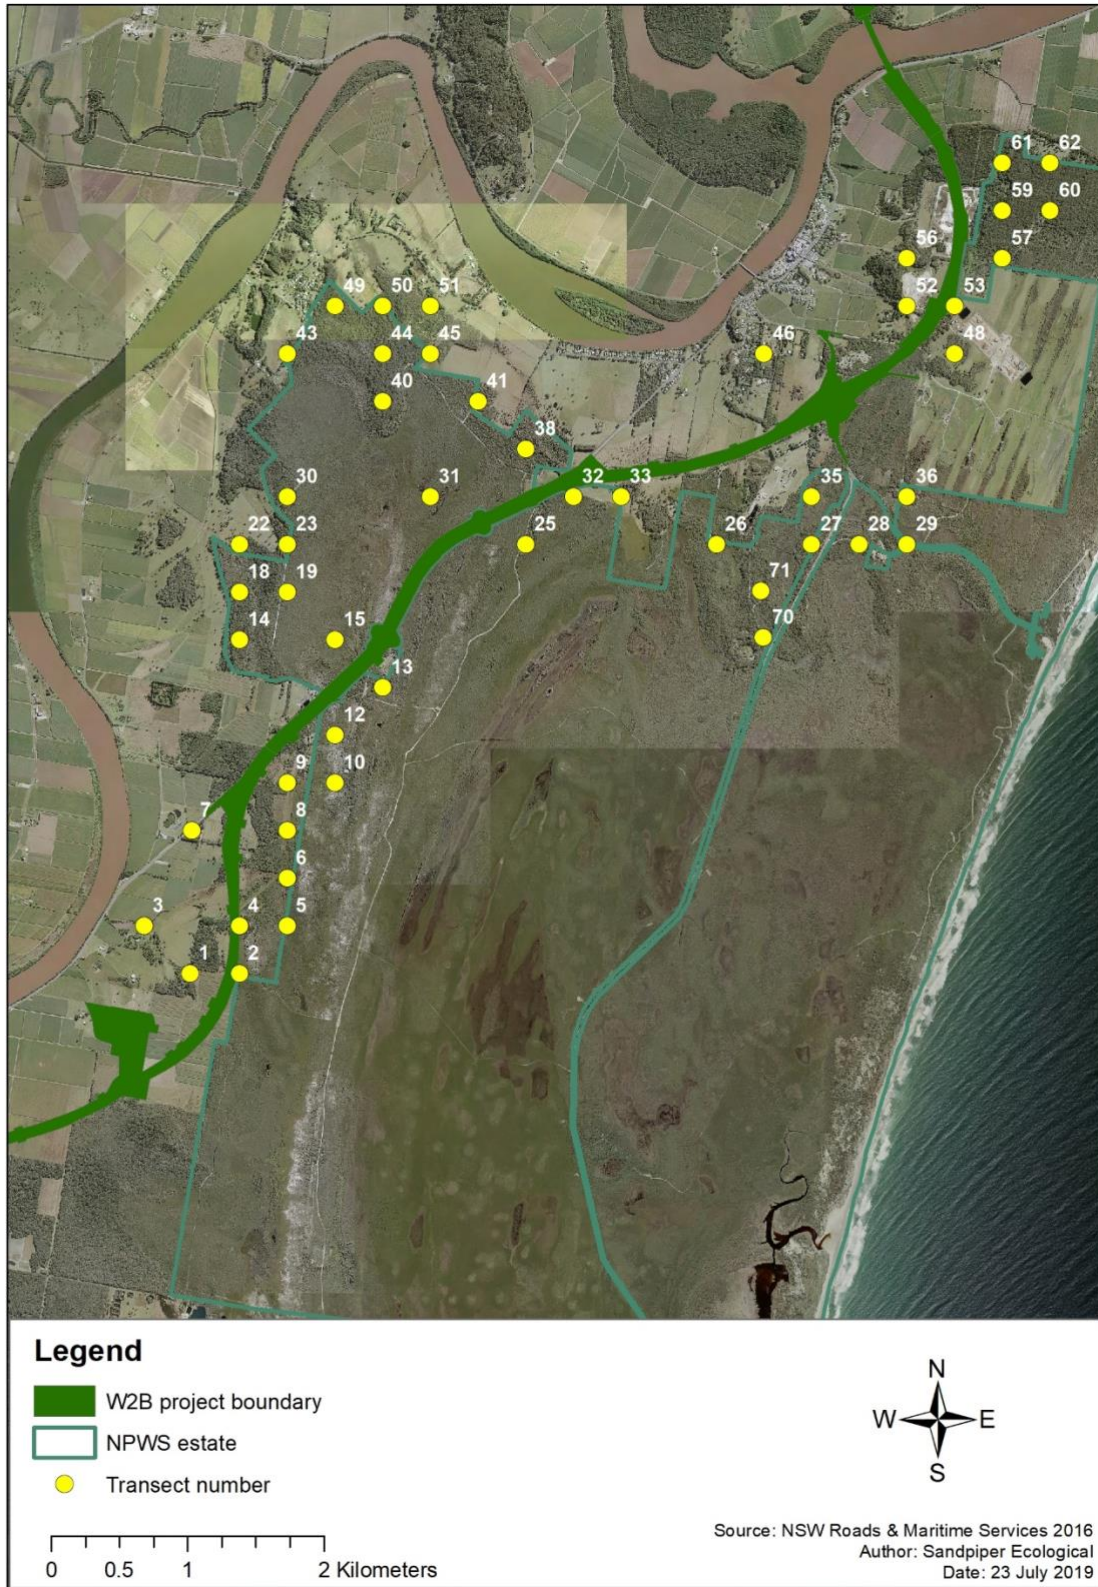 61 62
59 60
56 57
49 50 51 52 53
43 44 45 46 48
40 41
38
30 31 32 33 35 36
22 23 25 26 27 28 29
18 19 71
14 15 70
13
12
9 10
7 8
6
3 4 5
1 2
Legend
W2B project boundary
NPWS estate
Transect number
N
W E
S
0 0.5 1 2 Kilometers
Source: NSW Roads & Maritime Services 2016
Author: Sandpiper Ecological
Date: 23 July 2019